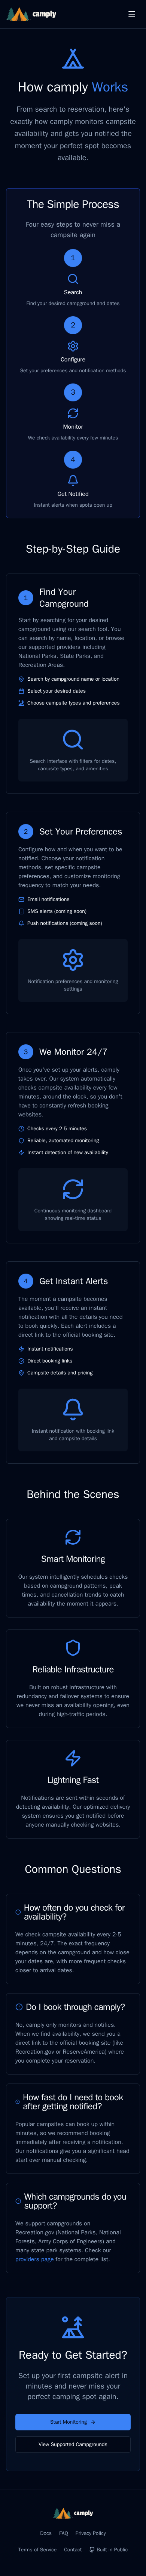 camply
How camply Works
From search to reservation, here's
exactly how camply monitors campsite
availability and gets you notified the
moment your perfect spot becomes
available.
The Simple Process
Four easy steps to never miss a
campsite again
1
Search
Find your desired campground and dates
2
Configure
Set your preferences and notification methods
3
Monitor
We check availability every few minutes
4
Get Notified
Instant alerts when spots open up
Step-by-Step Guide
1
Find Your
Campground
Start by searching for your desired
campground using our search tool. You
can search by name, location, or browse
our supported providers including
National Parks, State Parks, and
Recreation Areas.
Search by campground name or location
Select your desired dates
Choose campsite types and preferences
Search interface with filters for dates,
campsite types, and amenities
2
Set Your Preferences
Configure how and when you want to be
notified. Choose your notification
methods, set specific campsite
preferences, and customize monitoring
frequency to match your needs.
Email notifications
SMS alerts (coming soon)
Push notifications (coming soon)
Notification preferences and monitoring
settings
3
We Monitor 24/7
Once you've set up your alerts, camply
takes over. Our system automatically
checks campsite availability every few
minutes, around the clock, so you don't
have to constantly refresh booking
websites.
Checks every 2-5 minutes
Reliable, automated monitoring
Instant detection of new availability
Continuous monitoring dashboard
showing real-time status
4
Get Instant Alerts
The moment a campsite becomes
available, you'll receive an instant
notification with all the details you need
to book quickly. Each alert includes a
direct link to the official booking site.
Instant notifications
Direct booking links
Campsite details and pricing
Instant notification with booking link
and campsite details
Behind the Scenes
Smart Monitoring
Our system intelligently schedules checks
based on campground patterns, peak
times, and cancellation trends to catch
availability the moment it appears.
Reliable Infrastructure
Built on robust infrastructure with
redundancy and failover systems to ensure
we never miss an availability opening, even
during high-traffic periods.
Lightning Fast
Notifications are sent within seconds of
detecting availability. Our optimized delivery
system ensures you get notified before
anyone manually checking websites.
Common Questions
How often do you check for
availability?
We check campsite availability every 2-5
minutes, 24/7. The exact frequency
depends on the campground and how close
your dates are, with more frequent checks
closer to arrival dates.
Do I book through camply?
No, camply only monitors and notifies.
When we find availability, we send you a
direct link to the official booking site (like
Recreation.gov or ReserveAmerica) where
you complete your reservation.
How fast do I need to book
after getting notified?
Popular campsites can book up within
minutes, so we recommend booking
immediately after receiving a notification.
Our notifications give you a significant head
start over manual checking.
Which campgrounds do you
support?
We support campgrounds on
Recreation.gov (National Parks, National
Forests, Army Corps of Engineers) and
many state park systems. Check our
providers page for the complete list.
Ready to Get Started?
Set up your first campsite alert in
minutes and never miss your
perfect camping spot again.
Start Monitoring
View Supported Campgrounds
camply
Docs FAQ Privacy Policy
Terms of Service Contact Built in Public